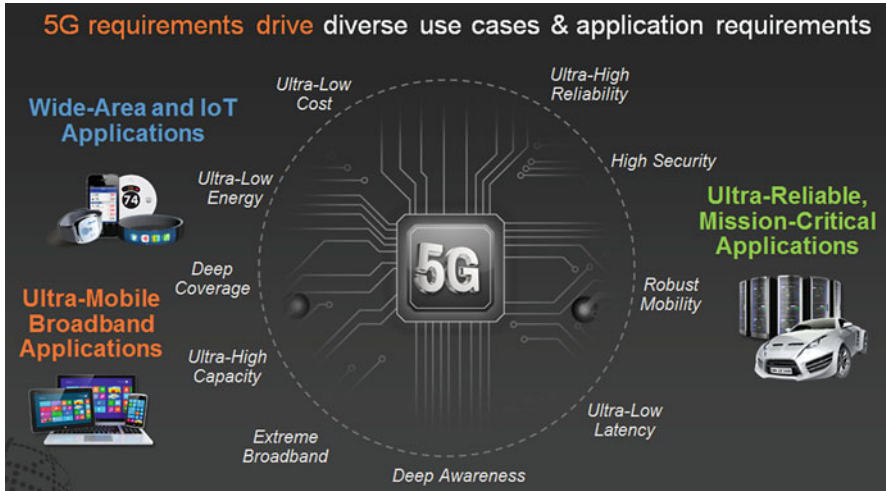 5G requirements drive diverse use cases & application requirements
Ultra-Low
Cost
Ultra-High
Reliability
Wide-Area and IoT
Applications
High Security
Ultra-Low
Energy
74
Ultra-Reliable,
Mission-Critical
Applications
5G
Deep
Coverage
Robust
Mobility
Ultra-Mobile
Broadband
Applications
Ultra-High
Capacity
Ultra-Low
Latency
Extreme
Broadband
Deep Awareness